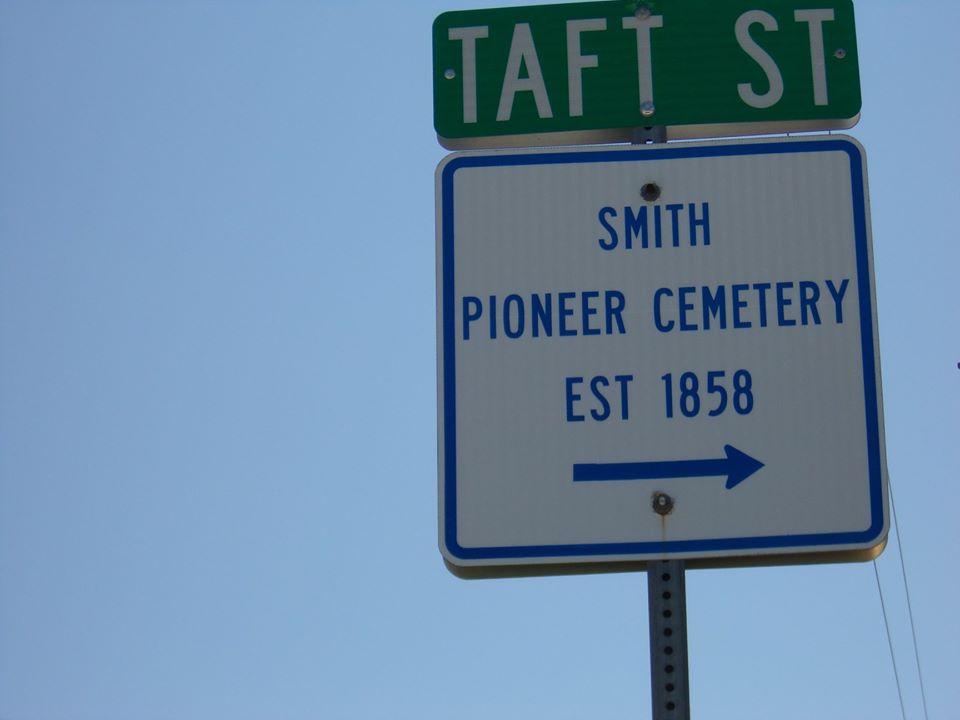 TAFT ST
SMITH
PIONEER CEMETERY
EST 1858